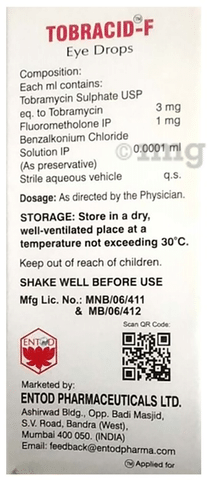 TOBRACID-F™
Eye Drops
Composition:
Each ml contains:
Tobramycin Sulphate USP
eq. to Tobramycin 3 mg
Fluorometholone IP 1 mg
Benzalkonium Chloride
Solution IP 0.0001 ml
(As preservative)
Strile aqueous vehicle q.s.
Dosage: As directed by the Physician.
STORAGE: Store in a dry,
well-ventilated place at a
temperature not exceeding 30°C.
Keep out of reach of children.
SHAKE WELL BEFORE USE
Mfg Lic. No.: MNB/06/411
& MB/06/412
Scan QR Code:
ENTOD
Marketed by:
ENTOD PHARMACEUTICALS LTD.
Ashirwad Bldg., Opp. Badi Masjid,
S.V. Road, Bandra (West),
Mumbai 400 050. (INDIA)
Email: feedback@entodpharma.com
™ Applied for